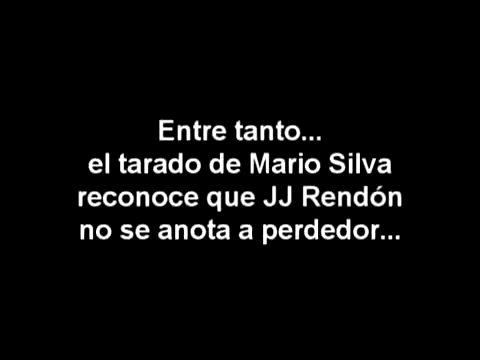 Entre tanto...
el tarado de Mario Silva
reconoce que JJ Rendón
no se anota a perdedor...